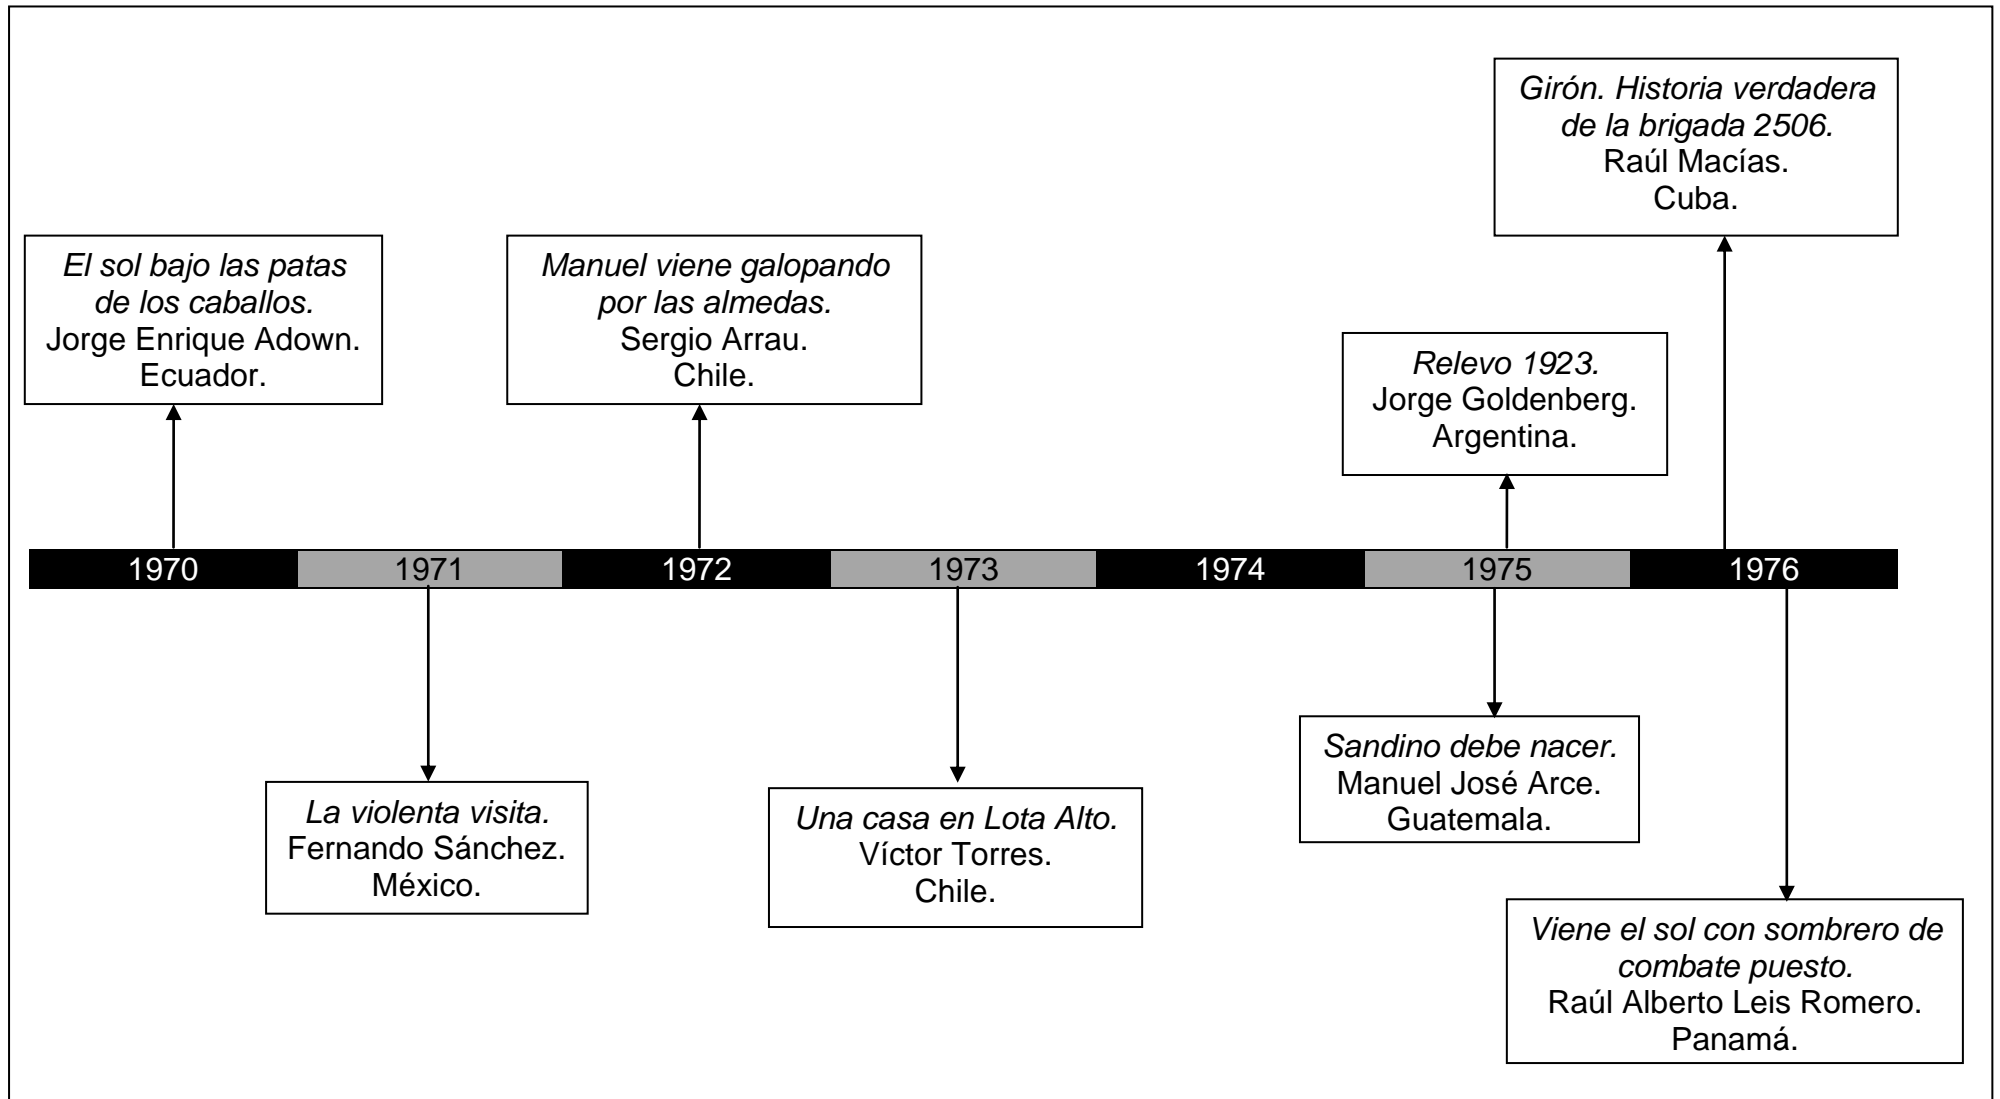 Girón. Historia verdadera
de la brigada 2506.
Raúl Macías.
Cuba.
El sol bajo las patas
de los caballos.
Jorge Enrique Adown.
Ecuador.
Manuel viene galopando
por las almedas.
Sergio Arrau.
Chile.
Relevo 1923.
Jorge Goldenberg.
Argentina.
1970 1971 1972 1973 1974 1975 1976
Sandino debe nacer.
Manuel José Arce.
Guatemala.
La violenta visita.
Fernando Sánchez.
México.
Una casa en Lota Alto.
Víctor Torres.
Chile.
Viene el sol con sombrero de
combate puesto.
Raúl Alberto Leis Romero.
Panamá.